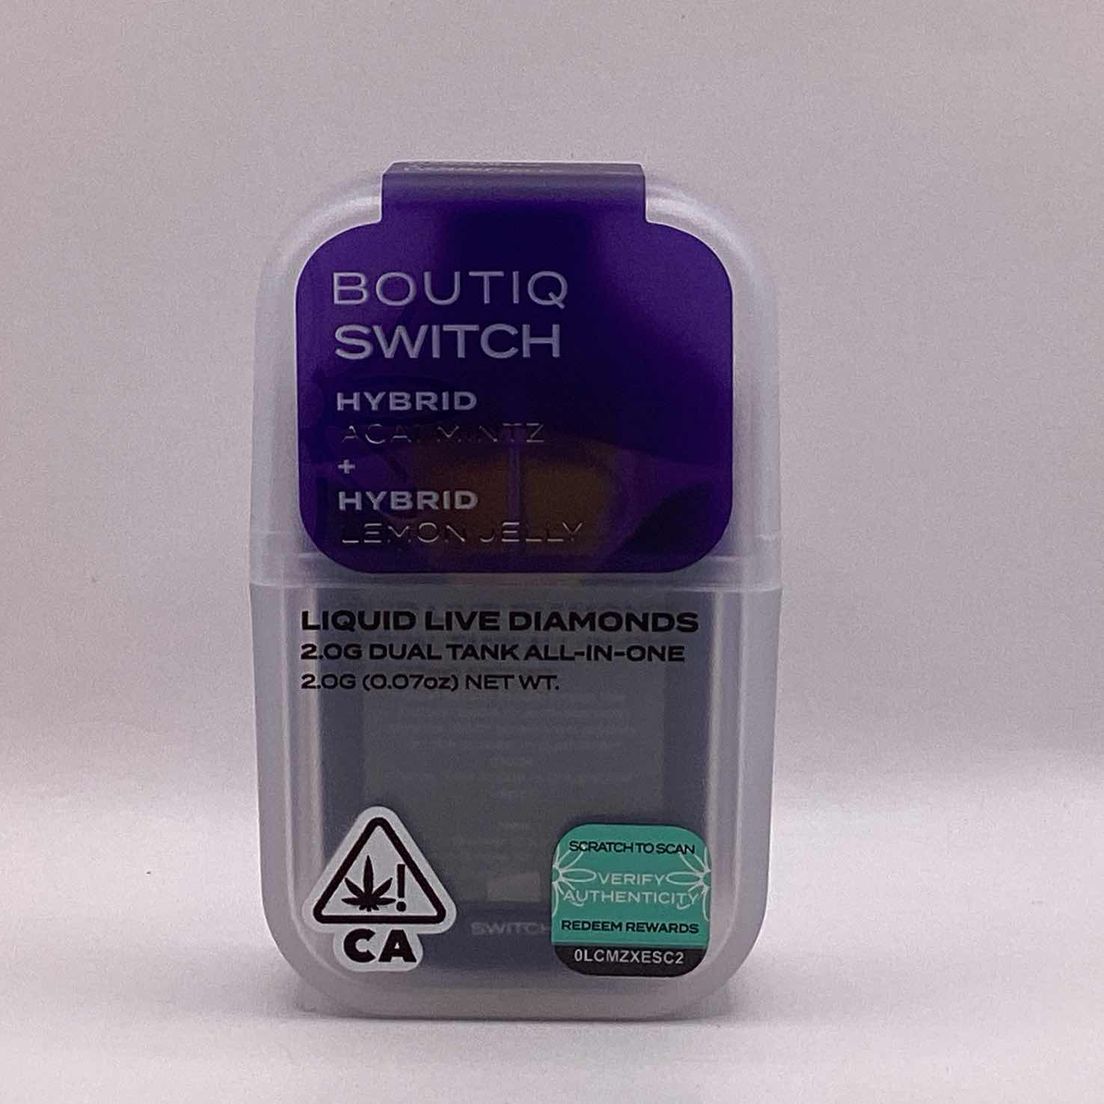 BOUTIQ
SWITCH
HYBRID
ACAI MINTZ
+
HYBRID
LEMON JELLY
LIQUID LIVE DIAMONDS
2.0G DUAL TANK ALL-IN-ONE
2.0G (0.07oz) NET WT.
SWITCH
CA
SCRATCH TO SCAN
VERIFY
AUTHENTICITY
REDEEM REWARDS
0LCMZXESC2